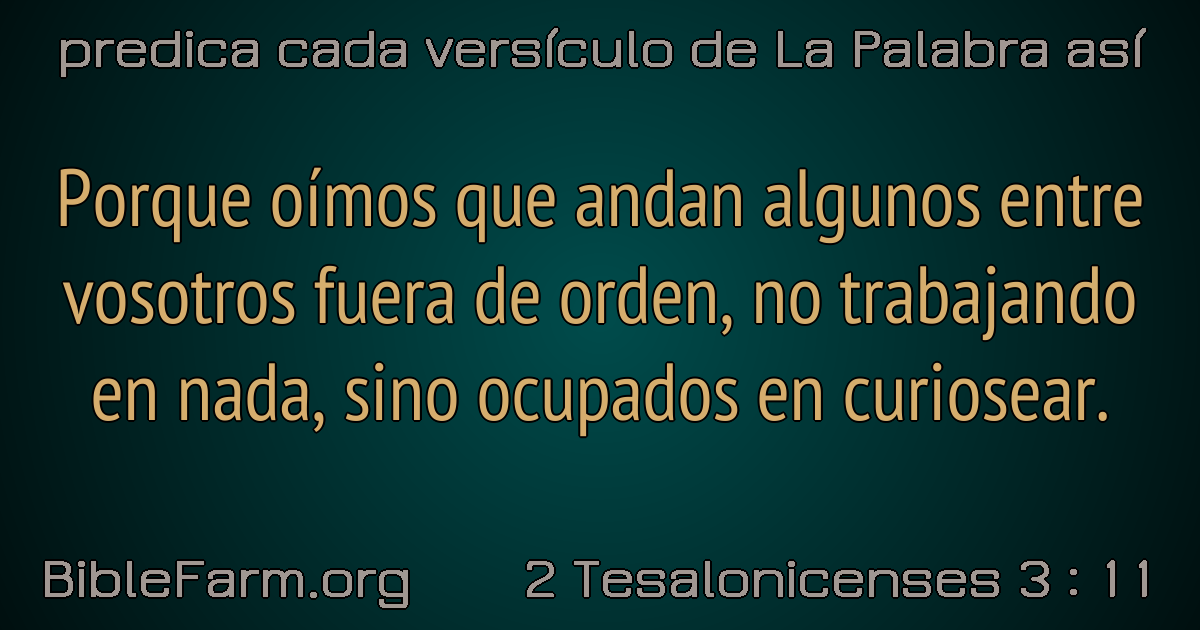 predica cada versículo de La Palabra así
Porque oímos que andan algunos entre
vosotros fuera de orden, no trabajando
en nada, sino ocupados en curiosear.
BibleFarm.org 2 Tesalonicenses 3 : 11